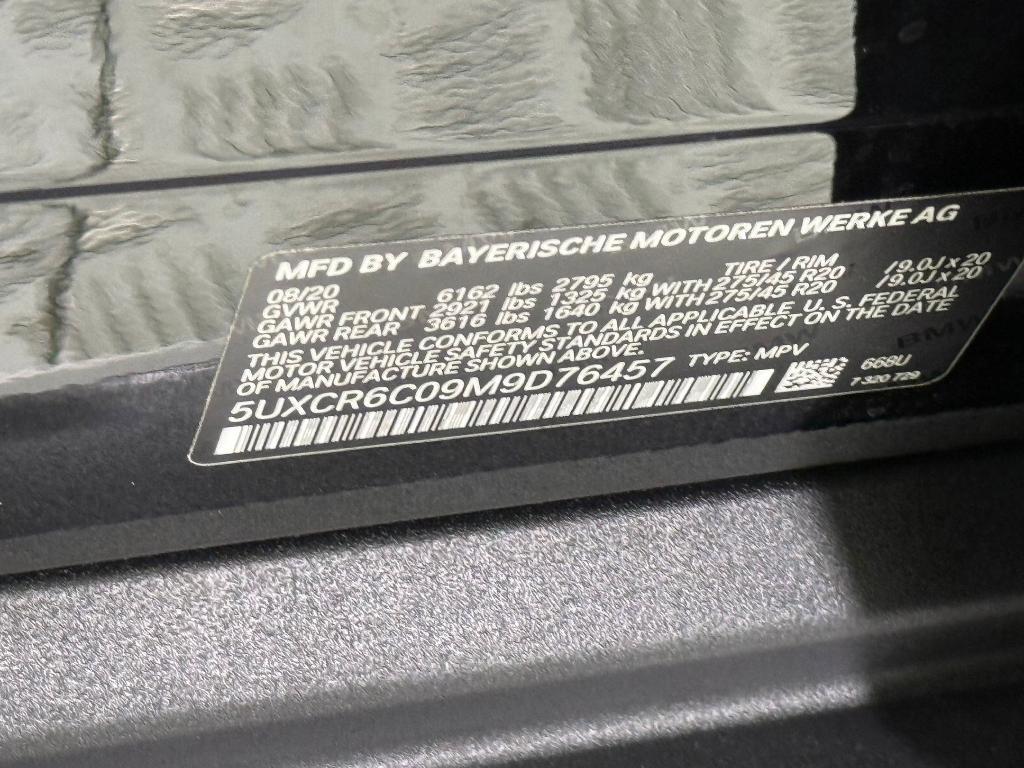 MFD BY BAYERISCHE MOTOREN WERKE AG
08/20 TIRE / RIM
GVWR 6162 lbs 2795 kg
GAWR FRONT 2921 lbs 1325 kg WITH 275/45 R20 /9.0J x 20
GAWR REAR 3616 lbs 1640 kg WITH 275/45 R20 /9.0J x 20
THIS VEHICLE CONFORMS TO ALL APPLICABLE U.S. FEDERAL
MOTOR VEHICLE SAFETY STANDARDS IN EFFECT ON THE DATE
OF MANUFACTURE SHOWN ABOVE.
5UXCR6C09M9D76457 TYPE: MPV
668U
7 320 729
BMW